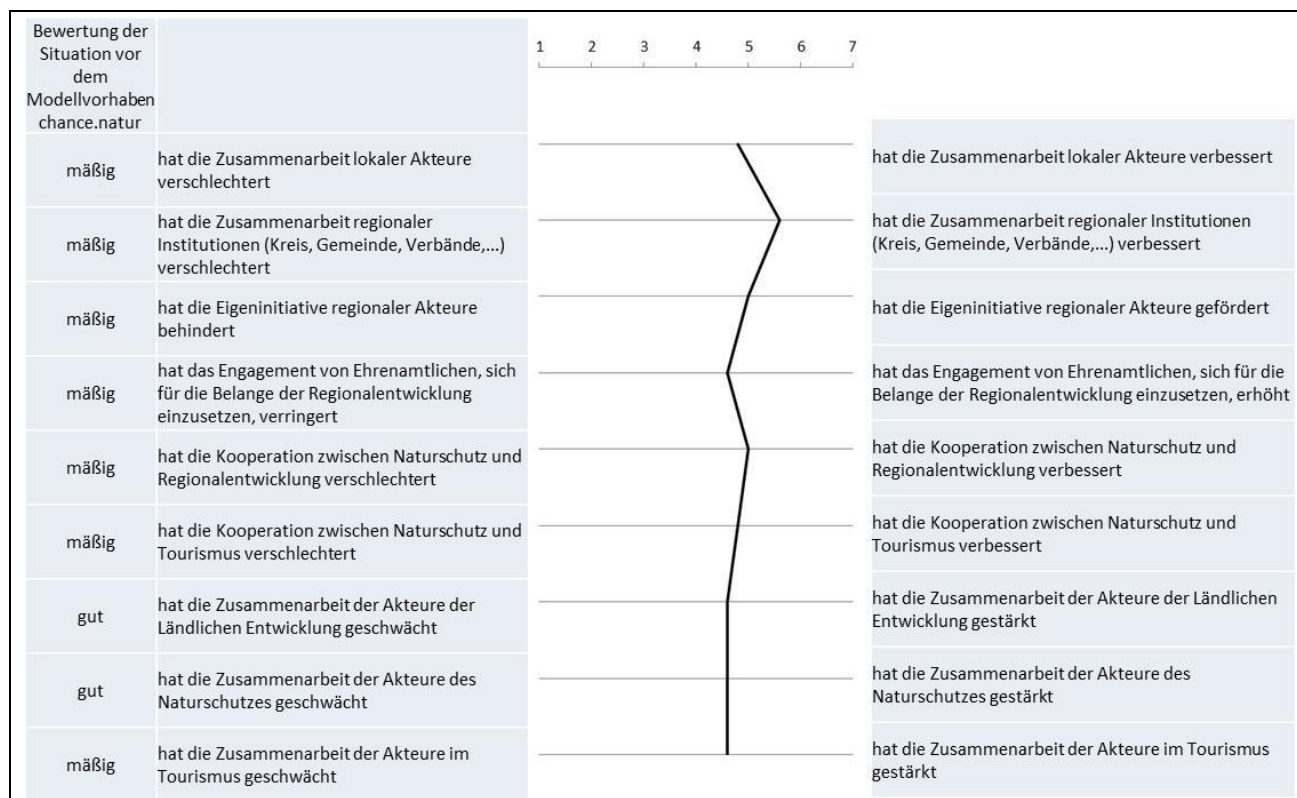 Bewertung der
Situation vor
dem
Modellvorhaben
chance.natur
1 2 3 4 5 6 7
mäßig
hat die Zusammenarbeit lokaler Akteure
verschlechtert
hat die Zusammenarbeit lokaler Akteure verbessert
mäßig
hat die Zusammenarbeit regionaler
Institutionen (Kreis, Gemeinde, Verbände,...)
verschlechtert
hat die Zusammenarbeit regionaler Institutionen
(Kreis, Gemeinde, Verbände,...) verbessert
mäßig
hat die Eigeninitiative regionaler Akteure
behindert
hat die Eigeninitiative regionaler Akteure gefördert
mäßig
hat das Engagement von Ehrenamtlichen, sich
für die Belange der Regionalentwicklung
einzusetzen, verringert
hat das Engagement von Ehrenamtlichen, sich für die
Belange der Regionalentwicklung einzusetzen, erhöht
mäßig
hat die Kooperation zwischen Naturschutz und
Regionalentwicklung verschlechtert
hat die Kooperation zwischen Naturschutz und
Regionalentwicklung verbessert
mäßig
hat die Kooperation zwischen Naturschutz und
Tourismus verschlechtert
hat die Kooperation zwischen Naturschutz und
Tourismus verbessert
gut
hat die Zusammenarbeit der Akteure der
Ländlichen Entwicklung geschwächt
hat die Zusammenarbeit der Akteure der Ländlichen
Entwicklung gestärkt
gut
hat die Zusammenarbeit der Akteure des
Naturschutzes geschwächt
hat die Zusammenarbeit der Akteure des
Naturschutzes gestärkt
mäßig
hat die Zusammenarbeit der Akteure im
Tourismus geschwächt
hat die Zusammenarbeit der Akteure im Tourismus
gestärkt